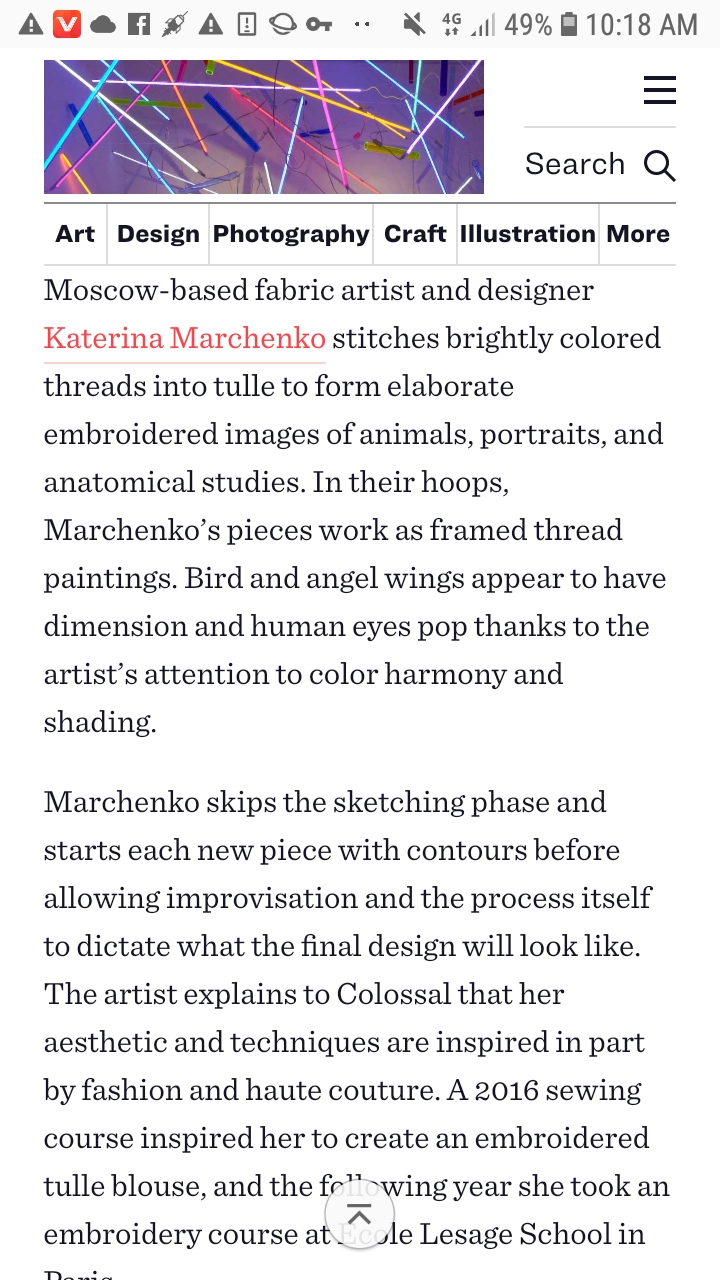 4G 49% 10:18 AM
Search
Art Design Photography Craft Illustration More
Moscow-based fabric artist and designer
Katerina Marchenko stitches brightly colored
threads into tulle to form elaborate
embroidered images of animals, portraits, and
anatomical studies. In their hoops,
Marchenko’s pieces work as framed thread
paintings. Bird and angel wings appear to have
dimension and human eyes pop thanks to the
artist’s attention to color harmony and
shading.
Marchenko skips the sketching phase and
starts each new piece with contours before
allowing improvisation and the process itself
to dictate what the final design will look like.
The artist explains to Colossal that her
aesthetic and techniques are inspired in part
by fashion and haute couture. A 2016 sewing
course inspired her to create an embroidered
tulle blouse, and the following year she took an
embroidery course at Ecole Lesage School in
Paris